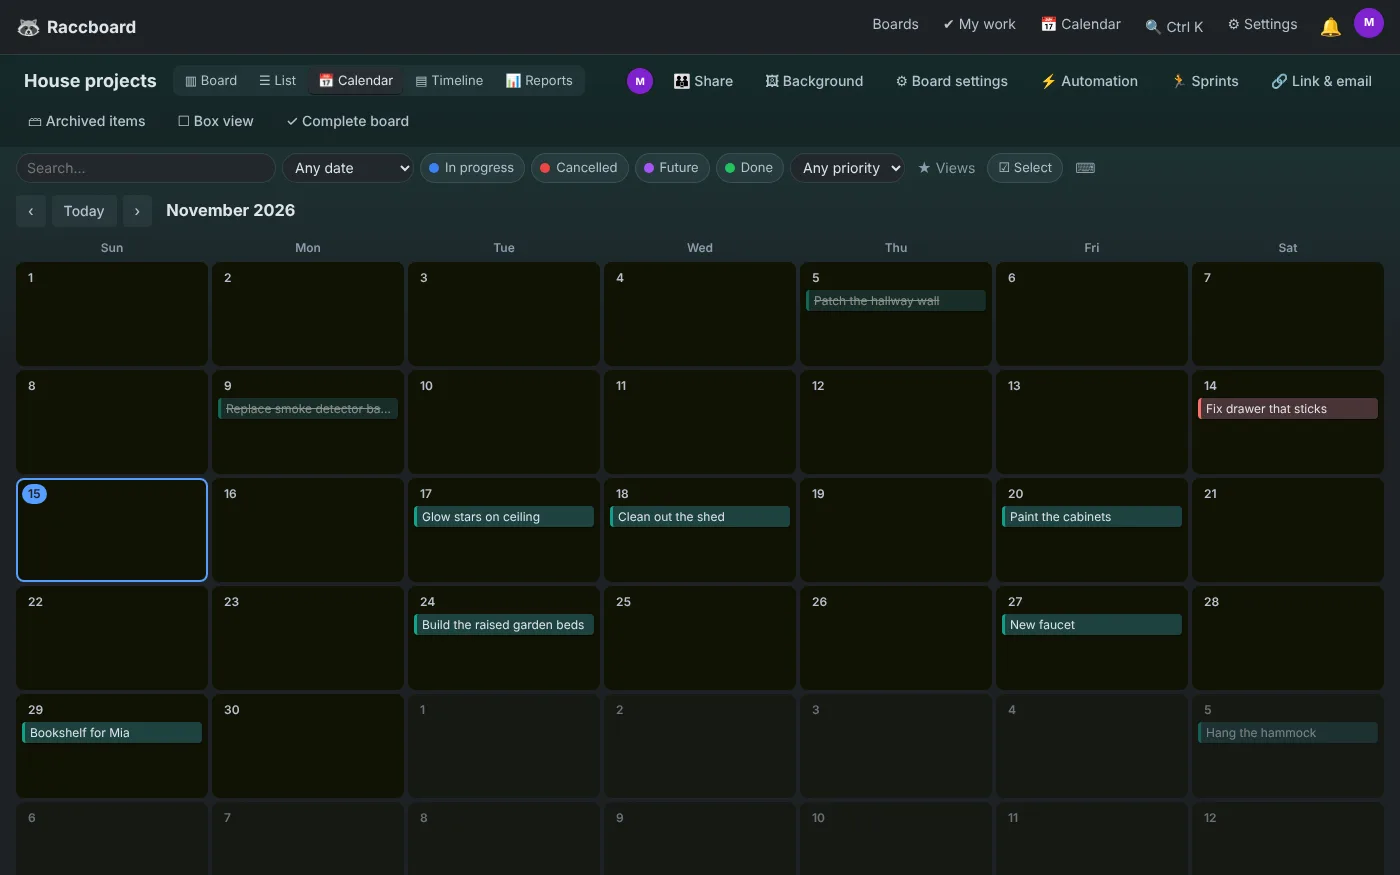 Raccboard
Boards
My work
Calendar
Ctrl K
Settings
M
House projects
Board
List
Calendar
Timeline
Reports
M
Share
Background
Board settings
Automation
Sprints
Link & email
Archived items
Box view
Complete board
Search...
Any date
In progress
Cancelled
Future
Done
Any priority
Views
Select
Today
November 2026
Sun Mon Tue Wed Thu Fri Sat
1 2 3 4 5 6 7
Patch the hallway wall
8 9 10 11 12 13 14
Replace smoke detector ba...
Fix drawer that sticks
15 16 17 18 19 20 21
Glow stars on ceiling
Clean out the shed
Paint the cabinets
22 23 24 25 26 27 28
Build the raised garden beds
New faucet
29 30 1 2 3 4 5
Bookshelf for Mia
Hang the hammock
6 7 8 9 10 11 12